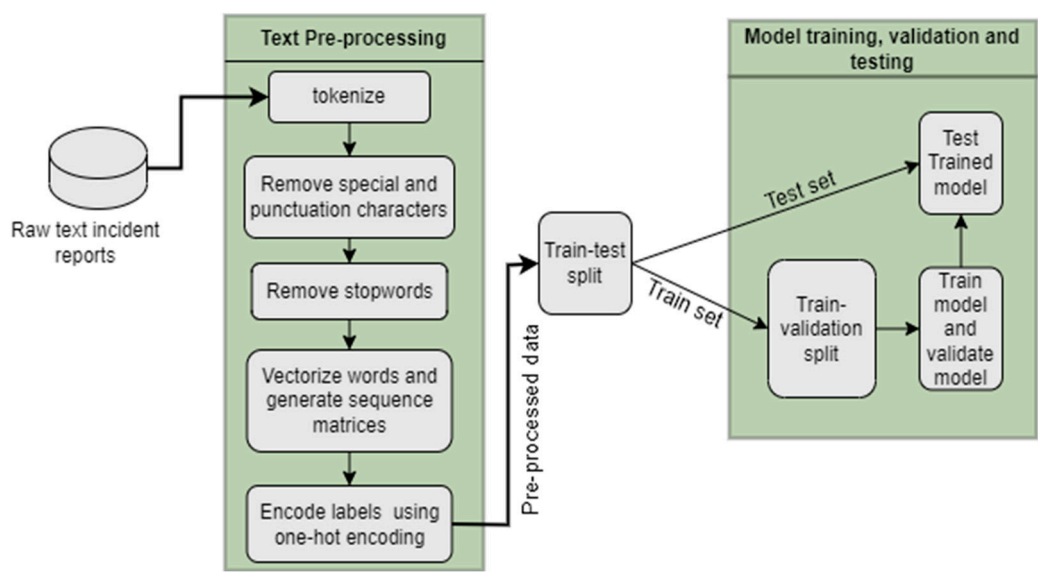 Text Pre-processing
tokenize
Remove special and
punctuation characters
Remove stopwords
Vectorize words and
generate sequence
matrices
Encode labels using
one-hot encoding
Raw text incident
reports
Pre-processed data
Train-test
split
Test set
Train set
Model training, validation and
testing
Test
Trained
model
Train-
validation
split
Train
model
and
validate
model